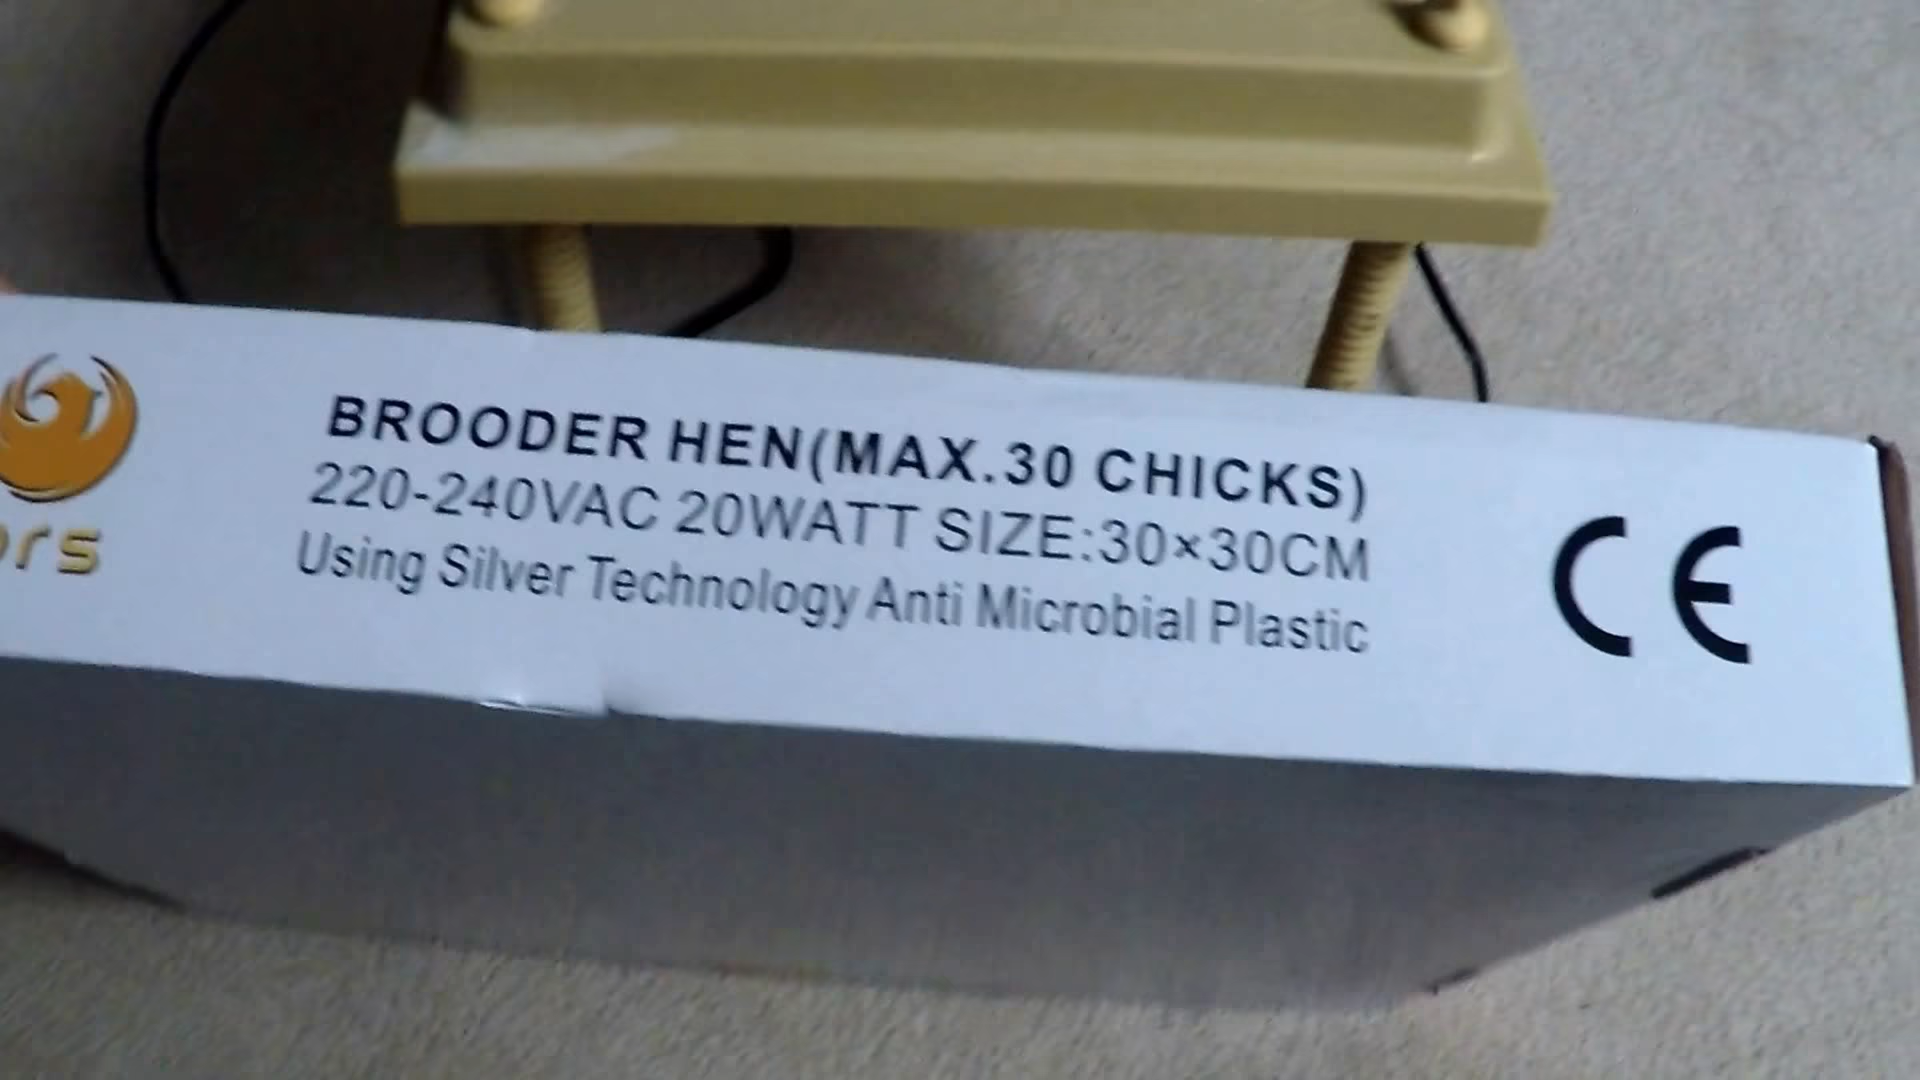 BROODER HEN(MAX.30 CHICKS)
220-240VAC 20WATT SIZE:30×30CM
Using Silver Technology Anti Microbial Plastic
CE